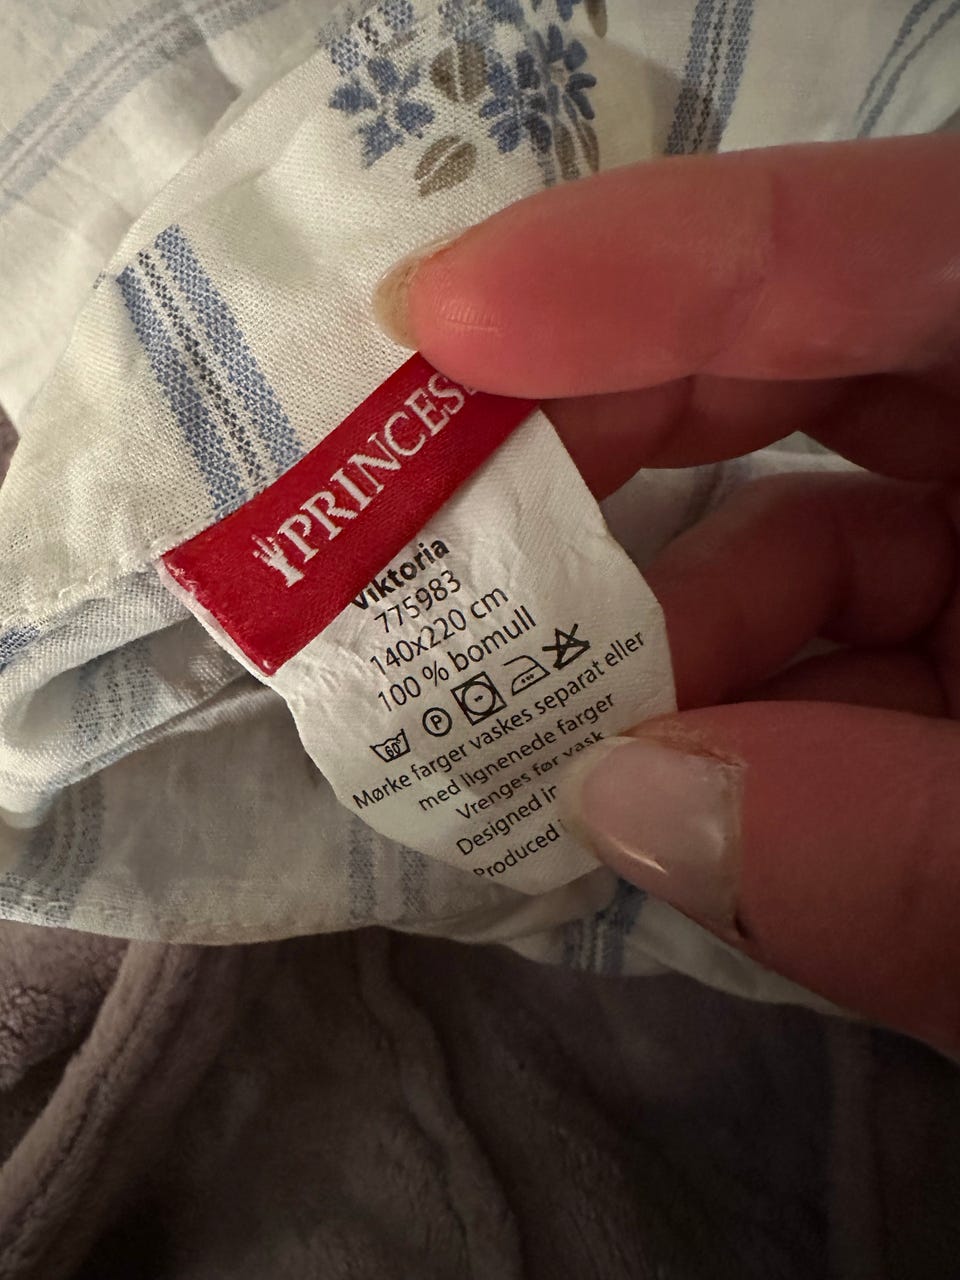 PRINCES
Viktoria
775983
140x220 cm
100 % bomull
60° P
Mørke farger vaskes separat eller
med lignenede farger
Vrenges før vask
Designed in
Produced